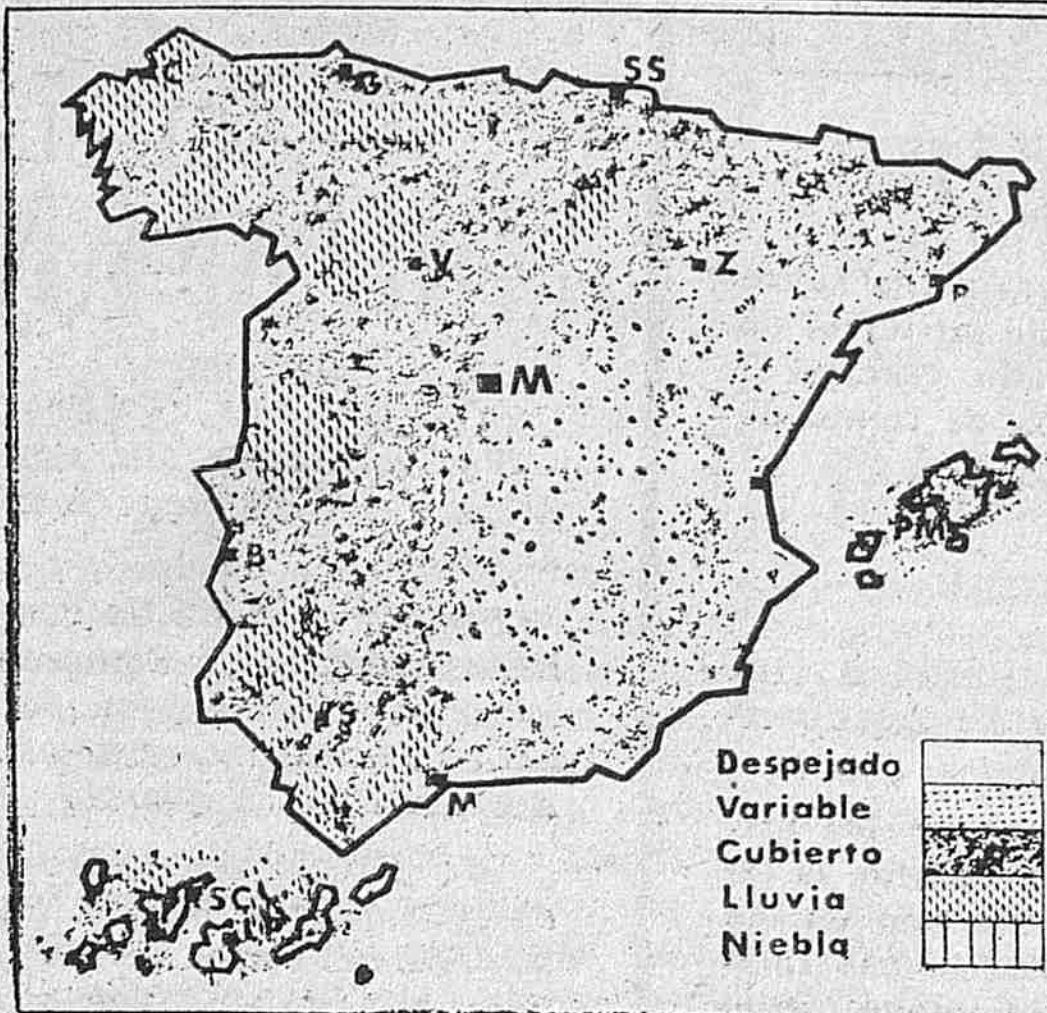 C
G
SS
V
Z
M
PM
B
S
M
SC
Despejado
Variable
Cubierto
Lluvia
Niebla